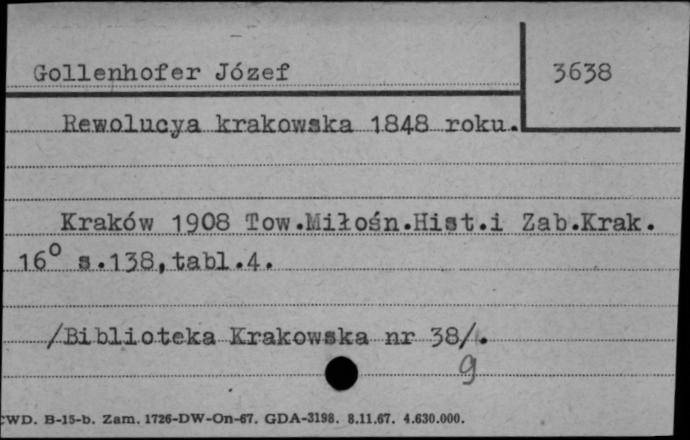 Gollenhofer Józef 3638
Rewolucya krakowska 1848 roku.
Kraków 1908 Tow.Miłośn.Hist.i Zab.Krak.
16° s.138,tabl.4.
/Biblioteka Krakowska nr 38/.
9
CWD. B-15-b. Zam. 1726-DW-On-67. GDA-3198. 8.11.67. 4.630.000.